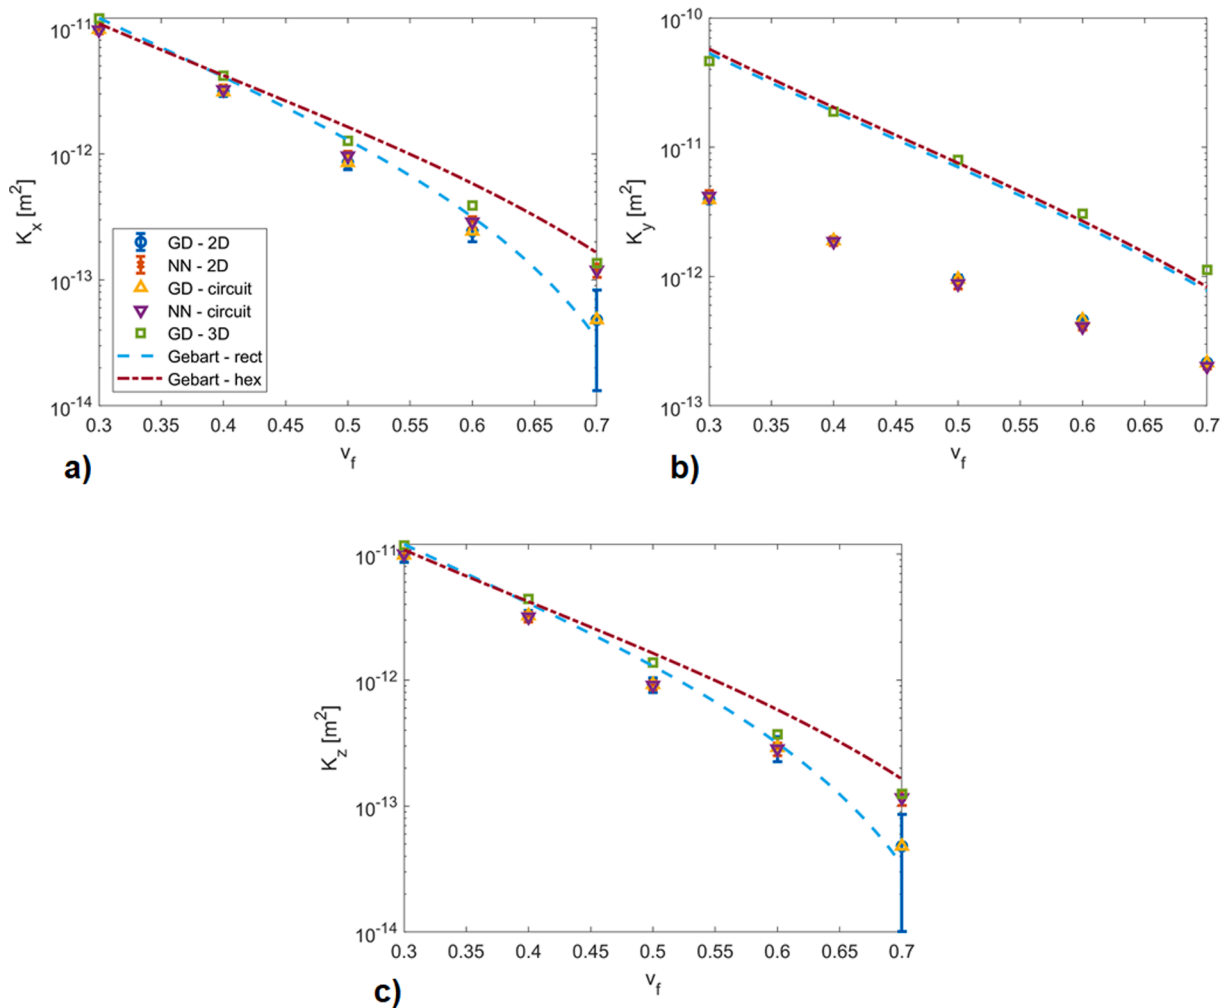 10^-11
10^-12
10^-13
10^-14
K_x [m^2]
GD - 2D
NN - 2D
GD - circuit
NN - circuit
GD - 3D
Gebart - rect
Gebart - hex
0.3 0.35 0.4 0.45 0.5 0.55 0.6 0.65 0.7
v_f
a)
10^-10
10^-11
10^-12
10^-13
K_y [m^2]
0.3 0.35 0.4 0.45 0.5 0.55 0.6 0.65 0.7
v_f
b)
10^-11
10^-12
10^-13
10^-14
K_z [m^2]
0.3 0.35 0.4 0.45 0.5 0.55 0.6 0.65 0.7
v_f
c)